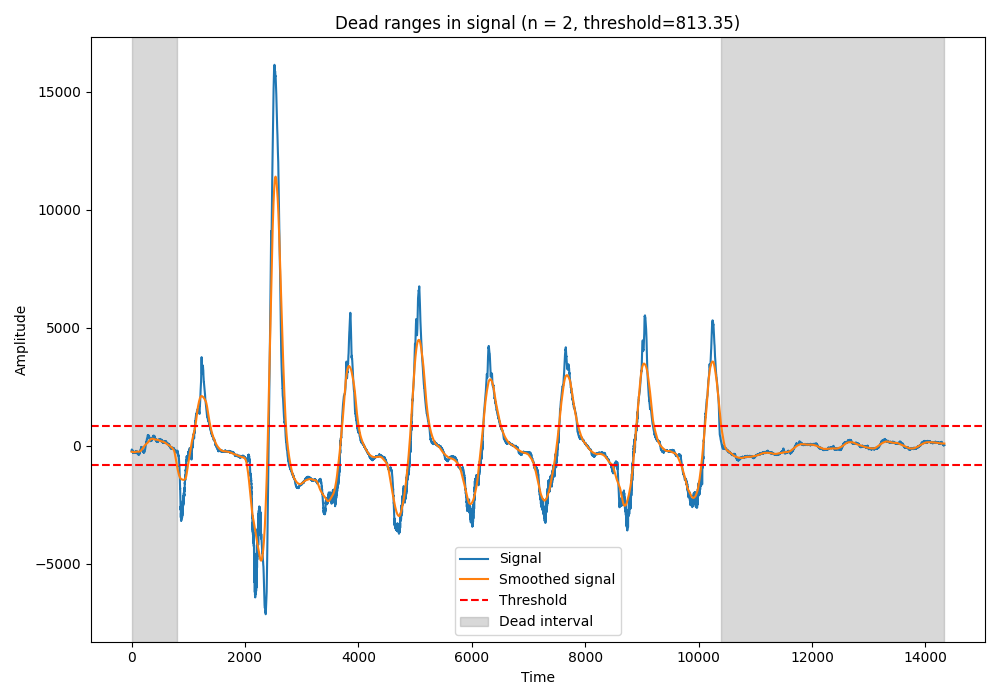 Dead ranges in signal (n = 2, threshold=813.35)
Amplitude
15000
10000
5000
0
−5000
Signal
Smoothed signal
Threshold
Dead interval
0 2000 4000 6000 8000 10000 12000 14000
Time